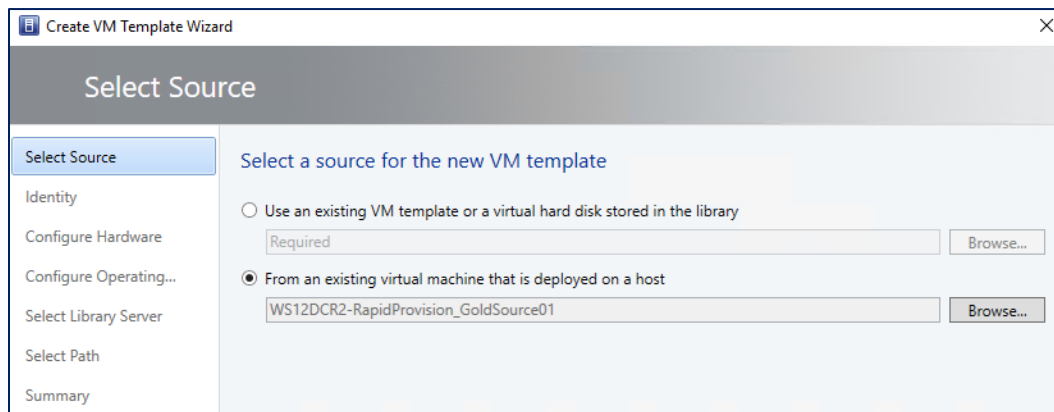 Create VM Template Wizard
Select Source
Select Source
Identity
Configure Hardware
Configure Operating...
Select Library Server
Select Path
Summary
Select a source for the new VM template
Use an existing VM template or a virtual hard disk stored in the library
Required
Browse...
From an existing virtual machine that is deployed on a host
WS12DCR2-RapidProvision_GoldSource01
Browse...